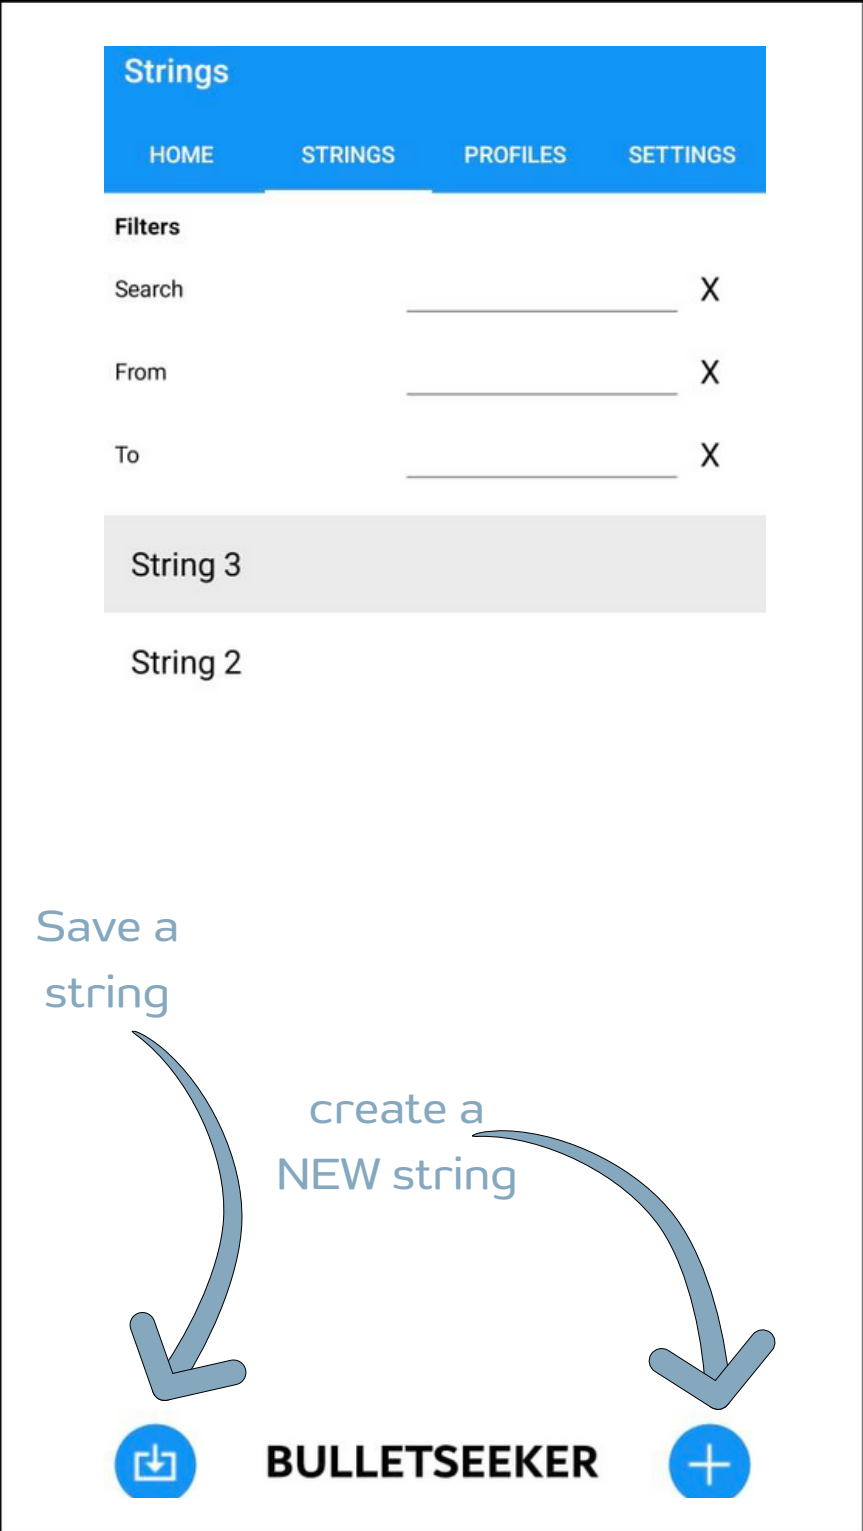 Strings
HOME STRINGS PROFILES SETTINGS
Filters
Search X
From X
To X
String 3
String 2
Save a
string
create a
NEW string
BULLETSEEKER